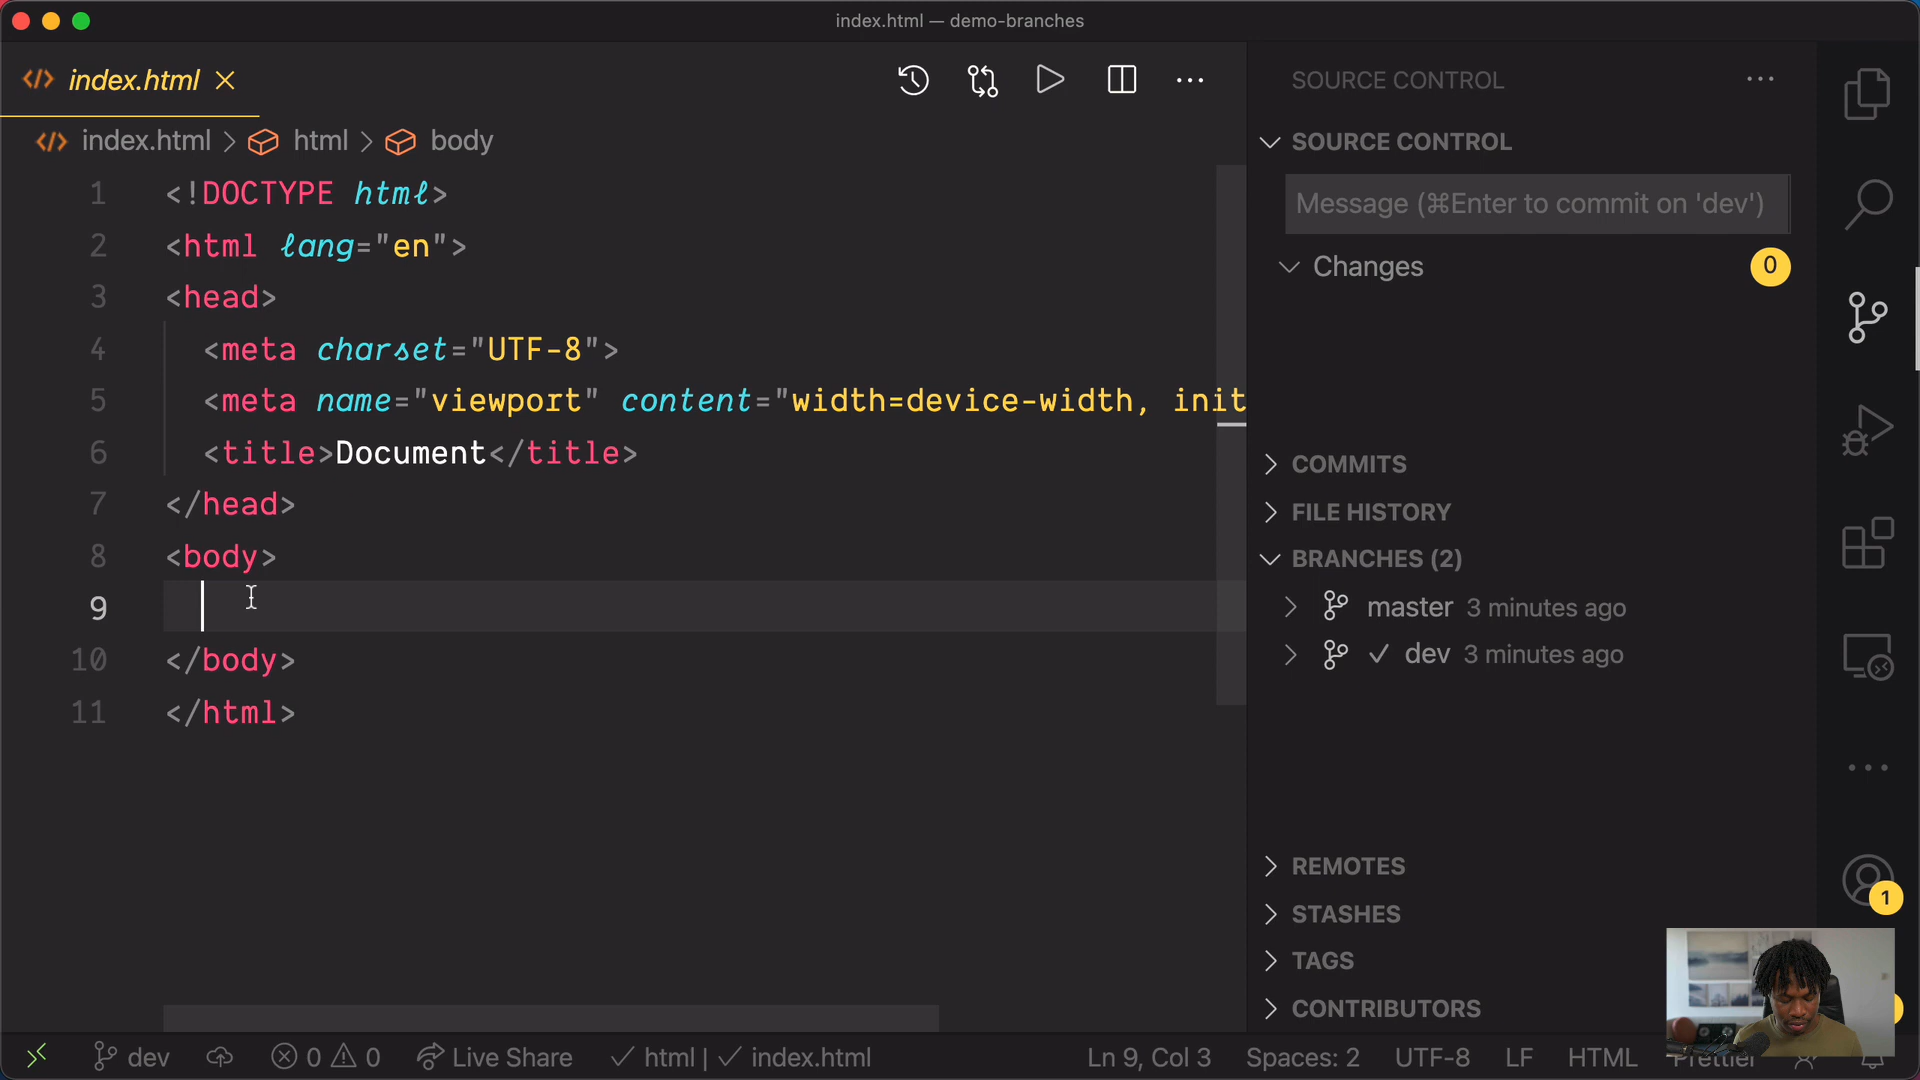 index.html — demo-branches
index.html
index.html > html > body
1 <!DOCTYPE html>
2 <html lang="en">
3 <head>
4 <meta charset="UTF-8">
5 <meta name="viewport" content="width=device-width, init
6 <title>Document</title>
7 </head>
8 <body>
9
10 </body>
11 </html>
SOURCE CONTROL
SOURCE CONTROL
Message (⌘Enter to commit on 'dev')
Changes 0
COMMITS
FILE HISTORY
BRANCHES (2)
master 3 minutes ago
✓ dev 3 minutes ago
REMOTES
STASHES
TAGS
CONTRIBUTORS
1
dev 0 0 Live Share ✓ html | ✓ index.html Ln 9, Col 3 Spaces: 2 UTF-8 LF HTML Prettier